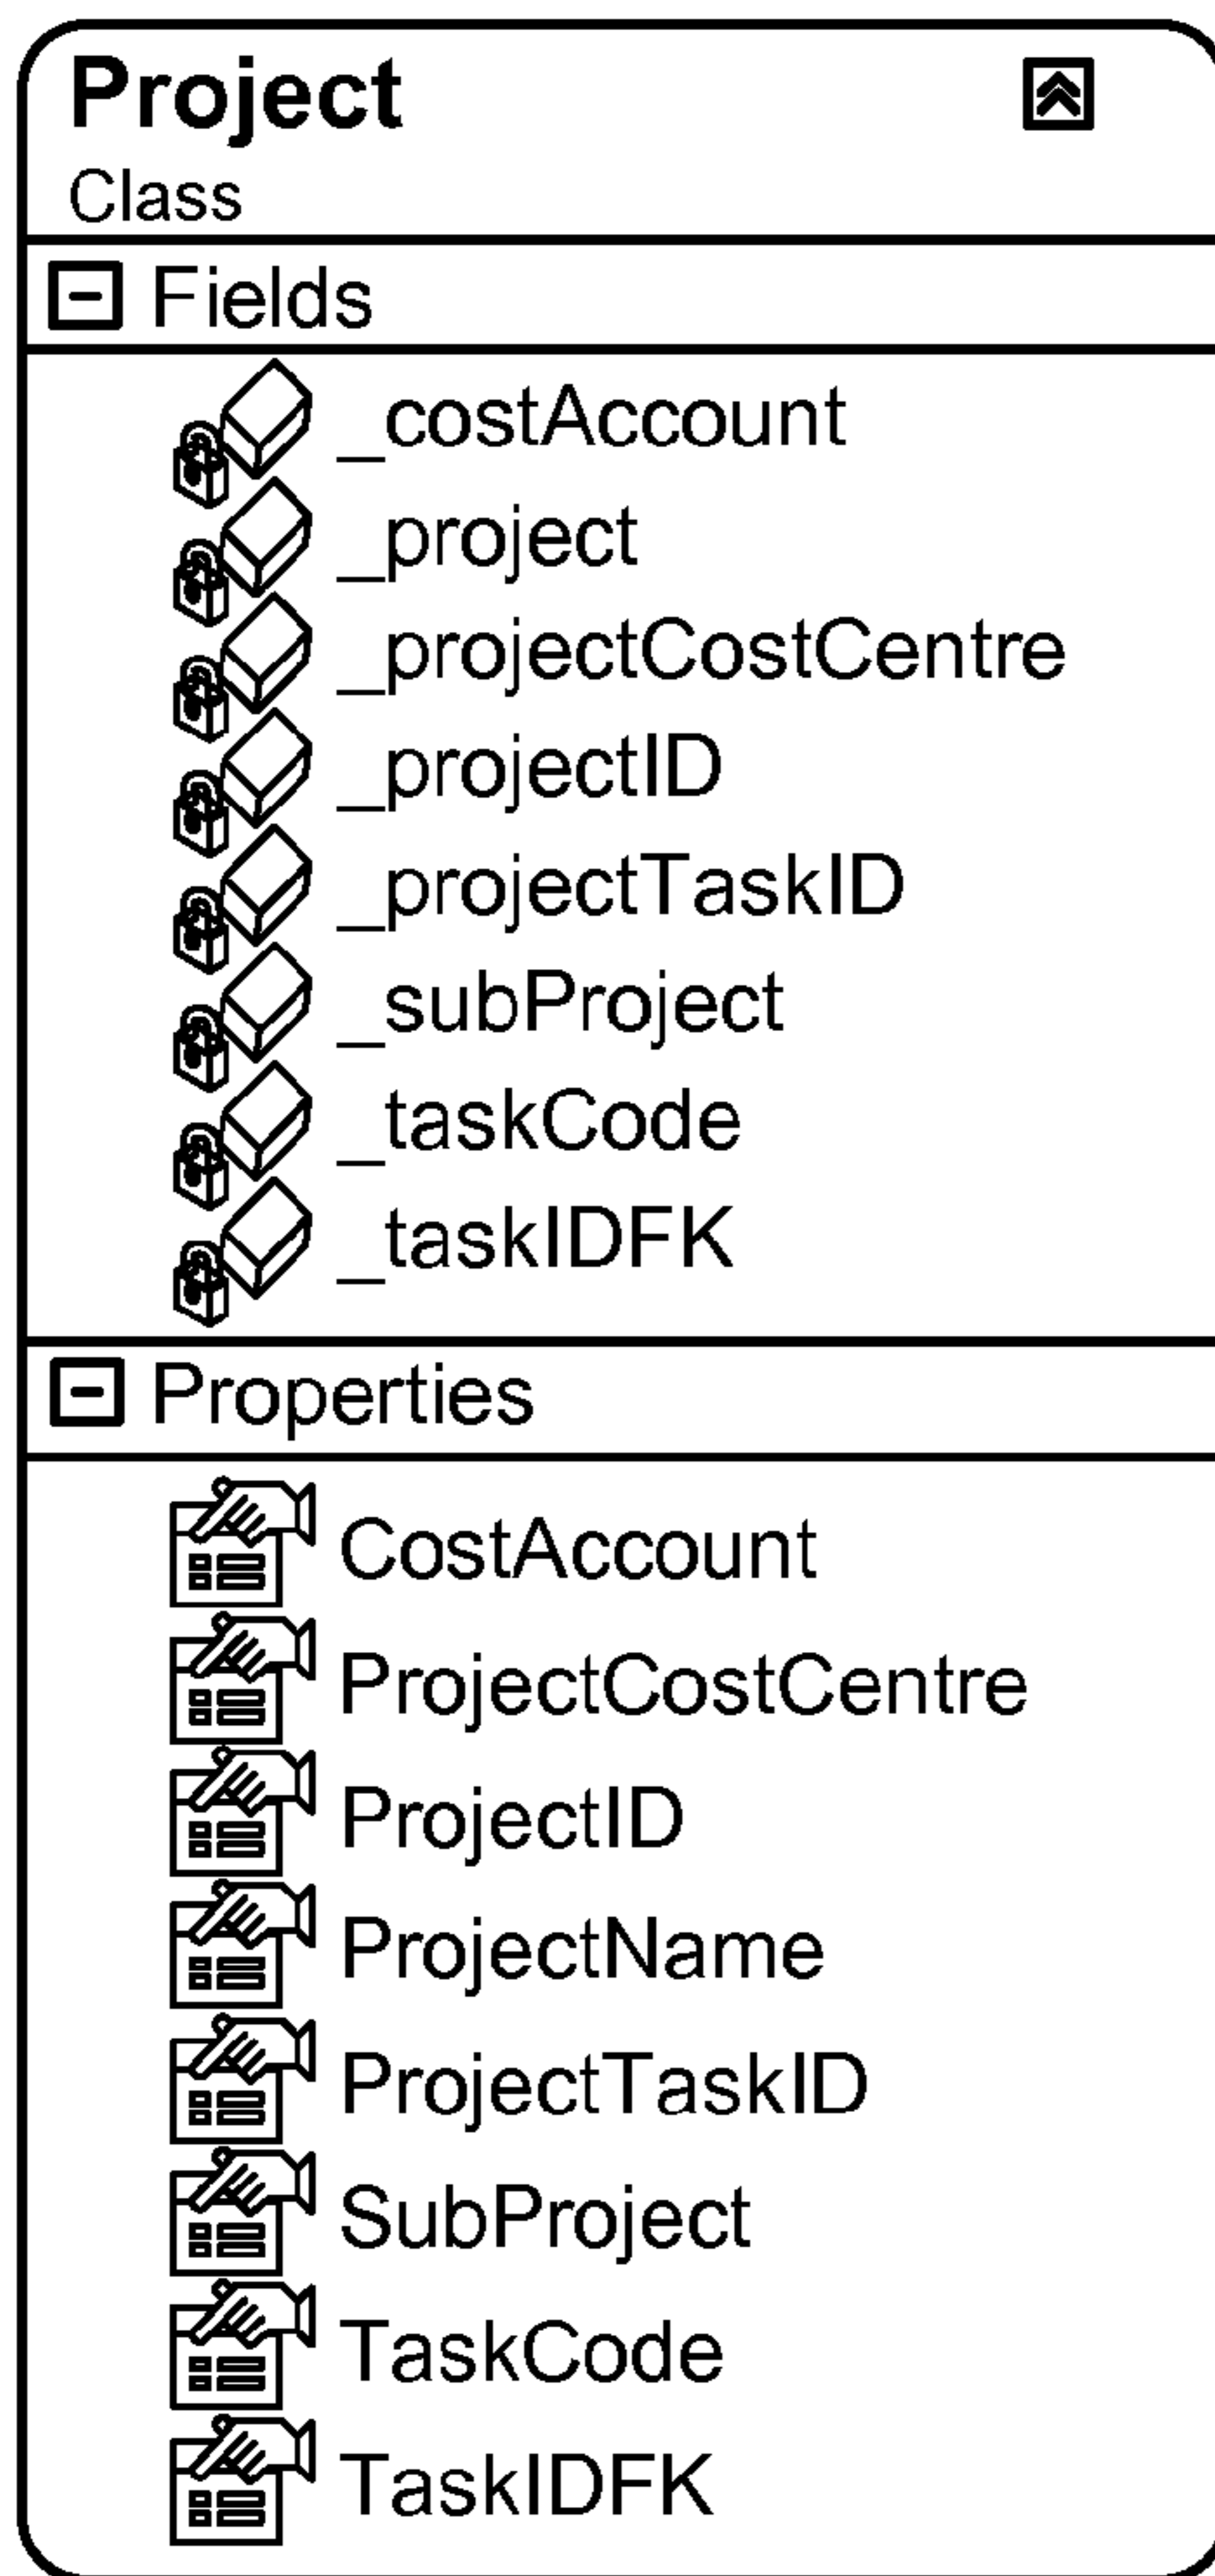 Project
Class
Fields
_costAccount
_project
_projectCostCentre
_projectID
_projectTaskID
_subProject
_taskCode
_taskIDFK
Properties
CostAccount
ProjectCostCentre
ProjectID
ProjectName
ProjectTaskID
SubProject
TaskCode
TaskIDFK